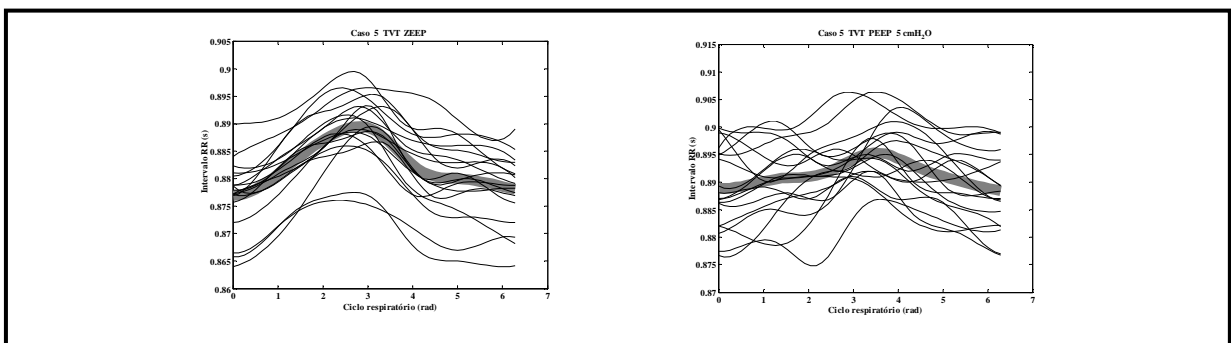 Caso 5 TVT ZEEP
0.905
0.9
0.895
0.89
0.885
0.88
0.875
0.87
0.865
0.86
Intervalo RR (s)
0 1 2 3 4 5 6 7
Ciclo respiratório (rad)
Caso 5 TVT PEEP 5 cmH₂O
0.915
0.91
0.905
0.9
0.895
0.89
0.885
0.88
0.875
0.87
Intervalo RR (s)
0 1 2 3 4 5 6 7
Ciclo respiratório (rad)